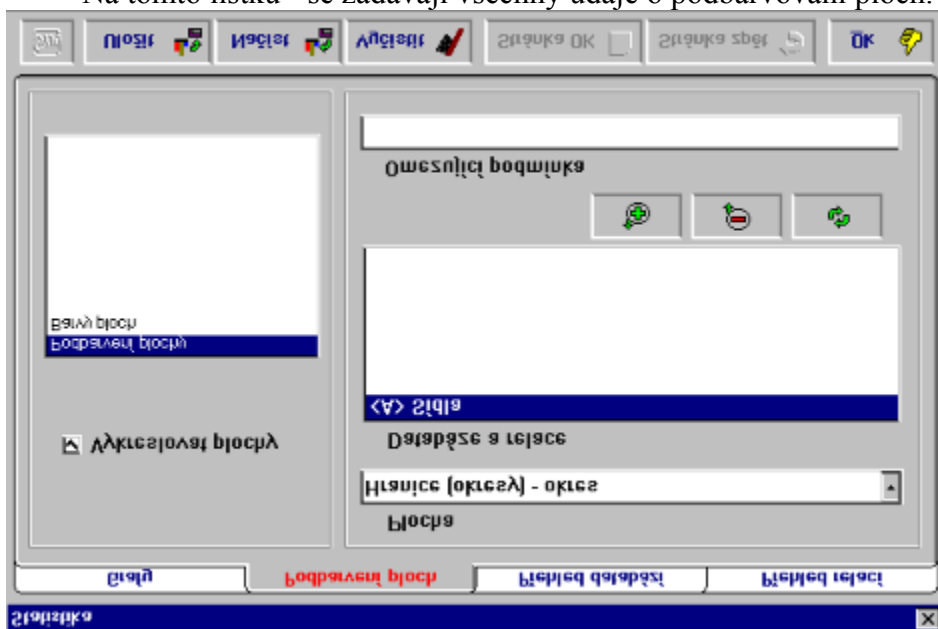 Na tomto lístku se zadávají všechny údaje o podbarvování ploch.
Statistika
Grafy
Podbarvení ploch
Přehled databází
Přehled relací
Vykreslovat plochy
Podbarvení plochy
Barvy ploch
Plocha
Hranice (okresy) - okres
Databáze a relace
<A> Sídla
Omezující podmínka
Uložit
Načíst
Vyčistit
Stránka OK
Stránka zpět
Ok